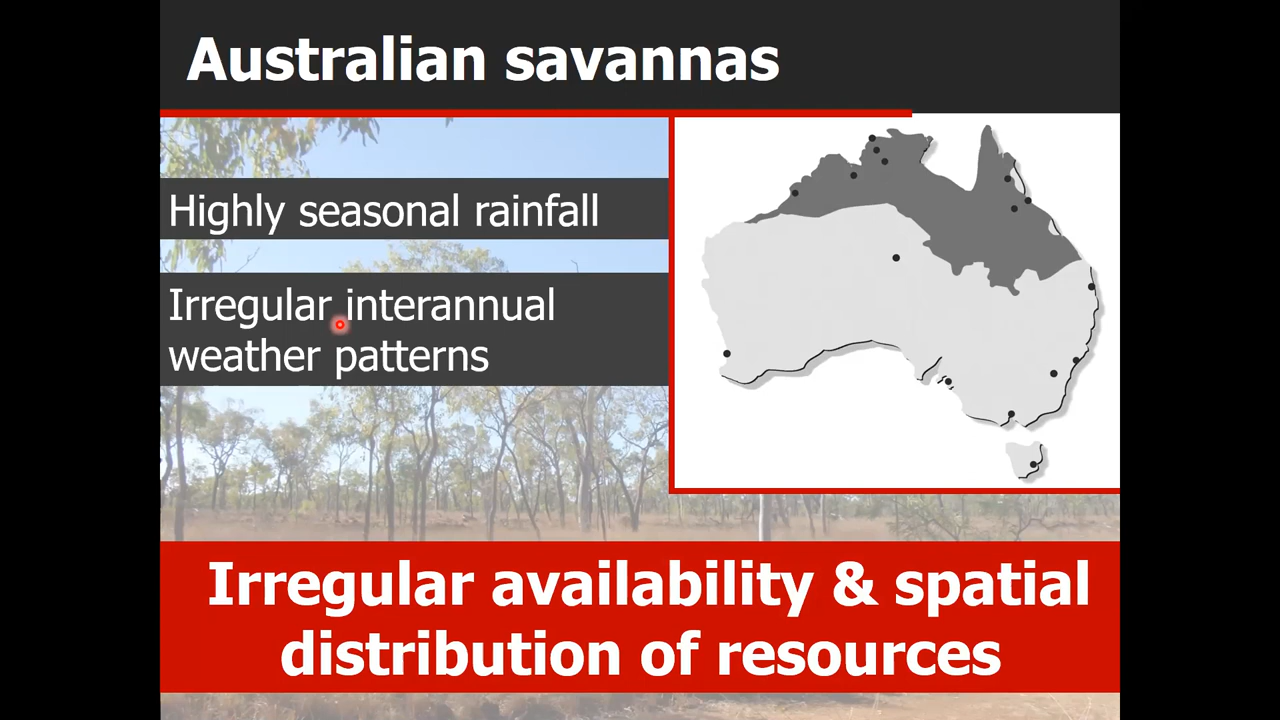 Australian savannas
Highly seasonal rainfall
Irregular interannual
weather patterns
Irregular availability & spatial
distribution of resources